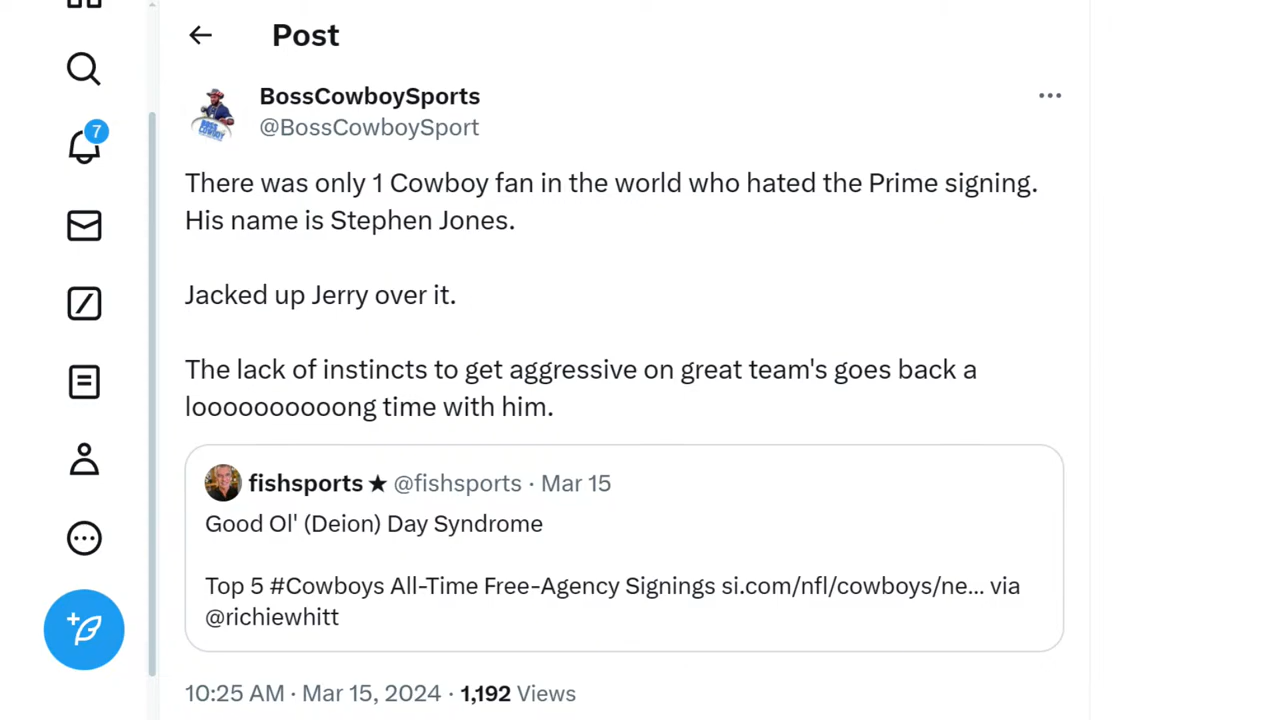 Post
BossCowboySports
@BossCowboySport
There was only 1 Cowboy fan in the world who hated the Prime signing.
His name is Stephen Jones.
Jacked up Jerry over it.
The lack of instincts to get aggressive on great team's goes back a
looooooooooong time with him.
fishsports ★ @fishsports · Mar 15
Good Ol' (Deion) Day Syndrome
Top 5 #Cowboys All-Time Free-Agency Signings si.com/nfl/cowboys/ne... via
@richiewhitt
10:25 AM · Mar 15, 2024 · 1,192 Views
7